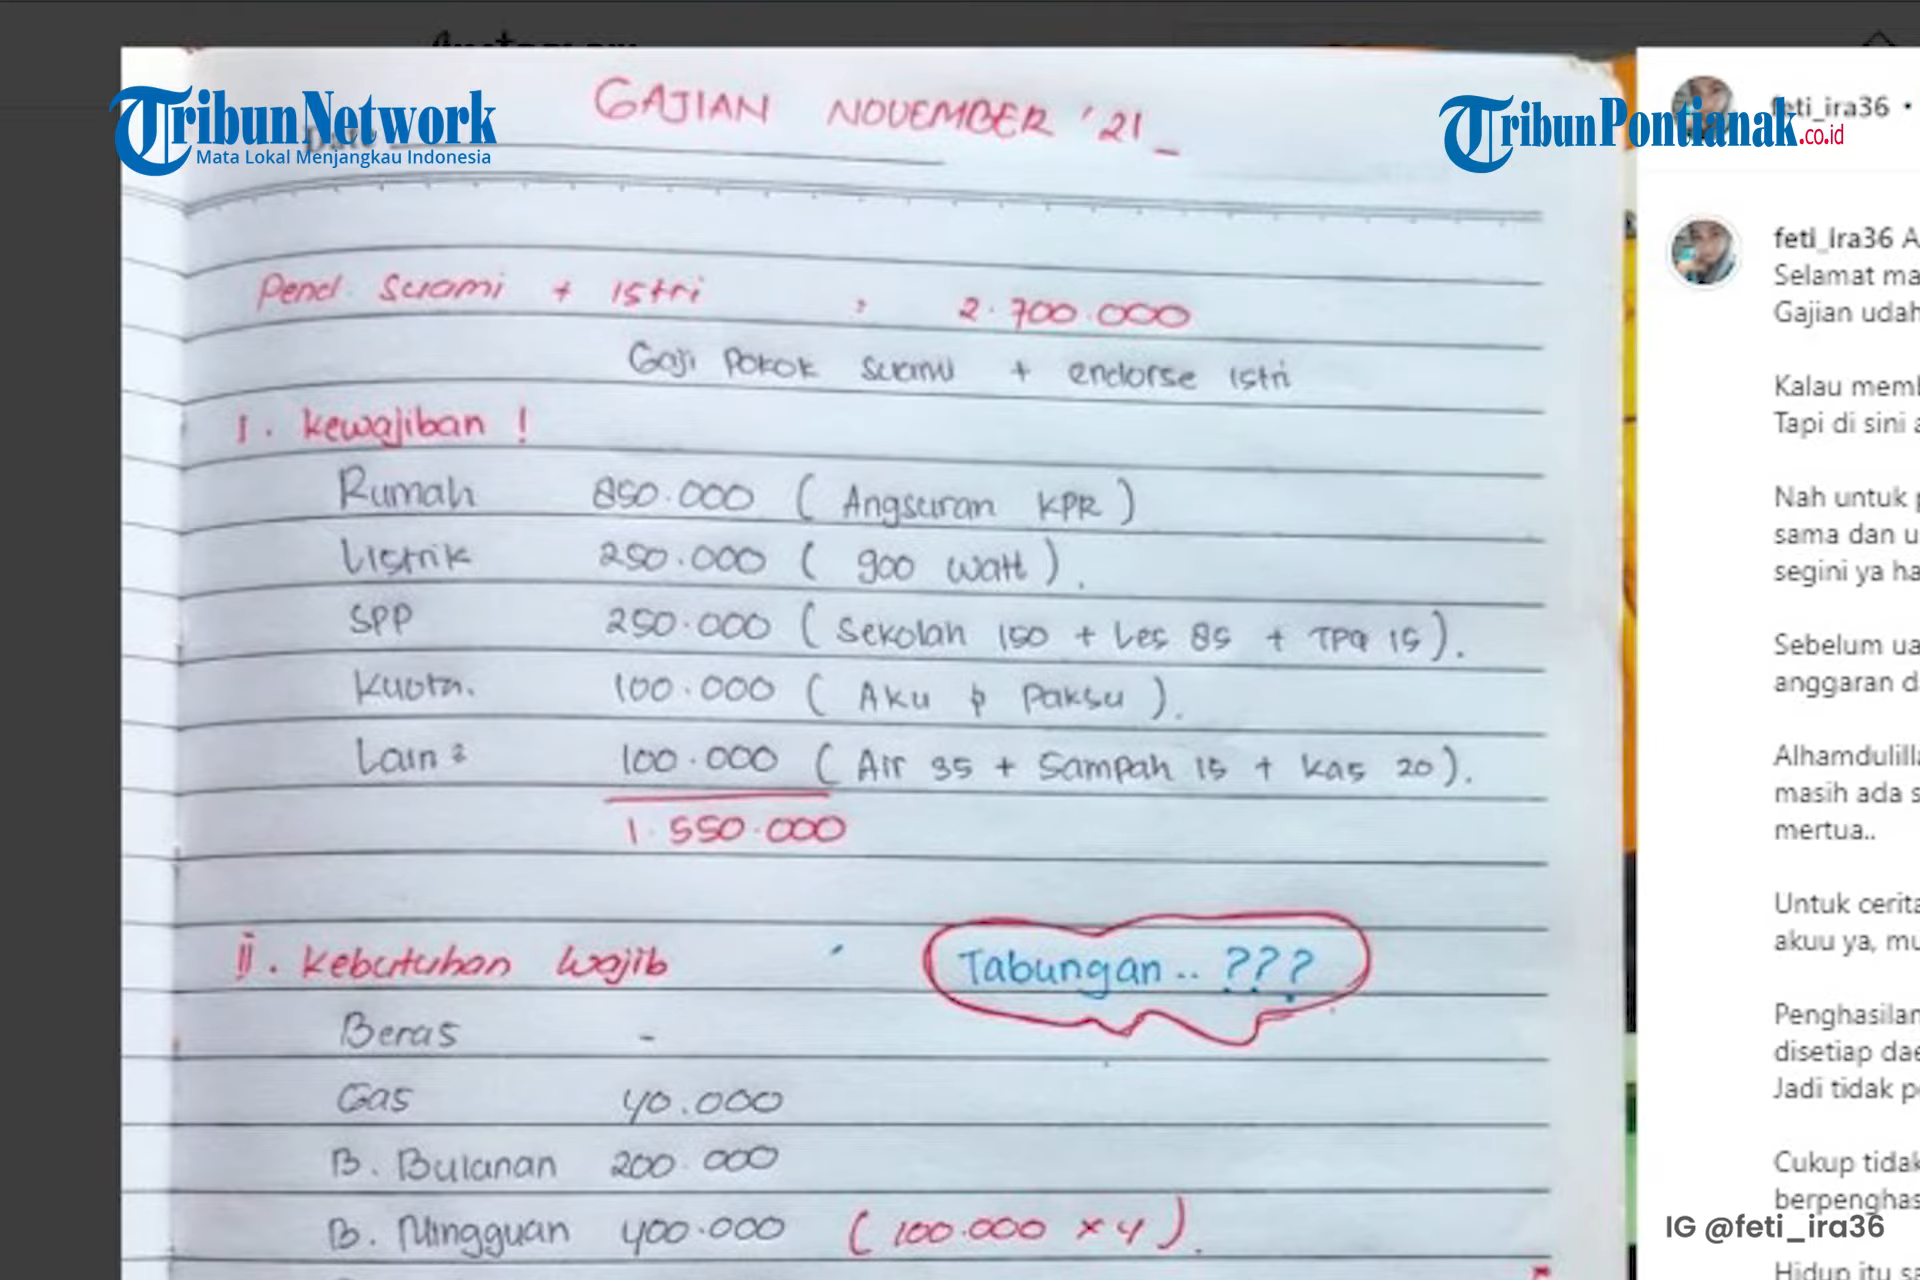 TribunNetwork
Mata Lokal Menjangkau Indonesia
GAJIAN NOVEMBER '21_
TribunPontianak.co.id
Pend. Suami + Istri : 2.700.000
Gaji Pokok Suami + endorse Istri
I. Kewajiban !
Rumah 850.000 ( Angsuran KPR )
Listrik 250.000 ( 900 Watt ).
SPP 250.000 ( Sekolah 150 + Les 85 + TPQ 15 ).
Kuota. 100.000 ( Aku & Paksu ).
Lain2 100.000 ( Air 35 + Sampah 15 + Kas 20 ).
1.550.000
II. Kebutuhan Wajib
Tabungan.. ???
Beras -
Gas 40.000
B. Bulanan 200.000
B. Mingguan 400.000 ( 100.000 x 4 ).
feti_ira36 •
feti_ira36 A
Selamat ma
Gajian udah
Kalau memb
Tapi di sini a
Nah untuk p
sama dan u
segini ya ha
Sebelum ua
anggaran d
Alhamdulilla
masih ada s
mertua..
Untuk cerita
akuu ya, mu
Penghasilan
disetiap dae
Jadi tidak pe
Cukup tidak
berpenghas
IG @feti_ira36
Hidup itu sa